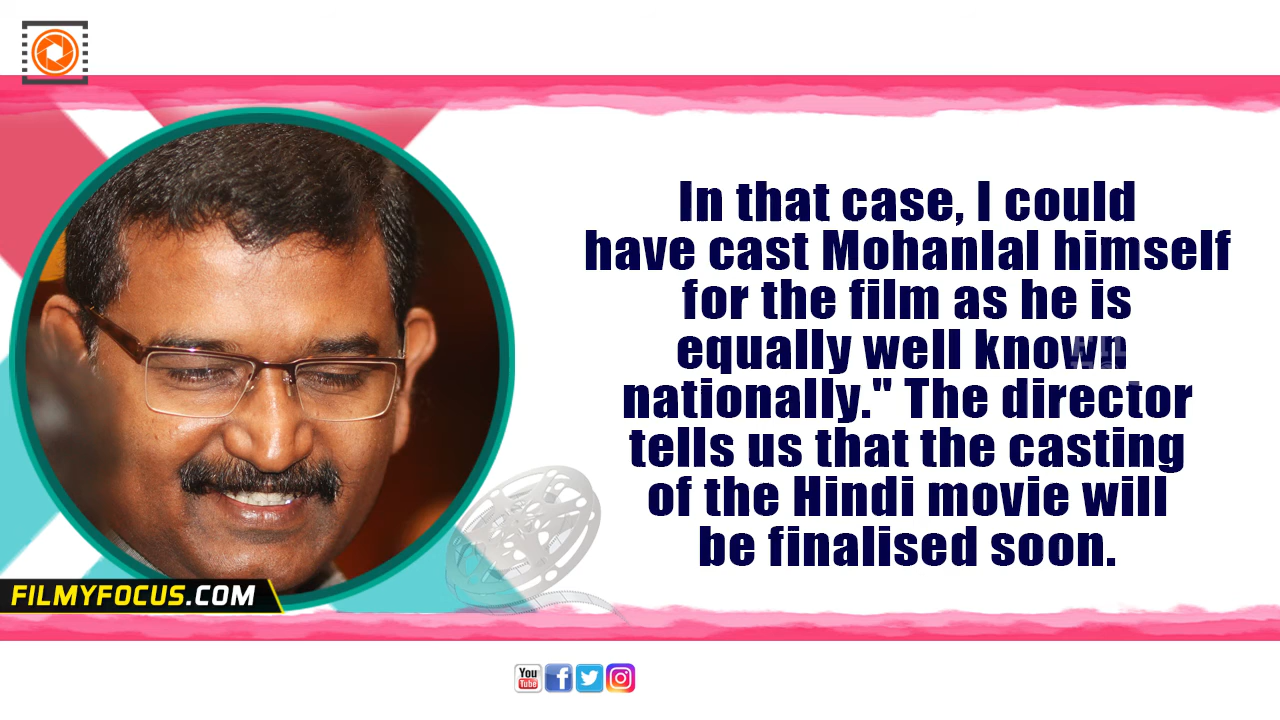 In that case, I could
have cast Mohanlal himself
for the film as he is
equally well known
nationally." The director
tells us that the casting
of the Hindi movie will
be finalised soon.
FILMYFOCUS.COM
You
Tube